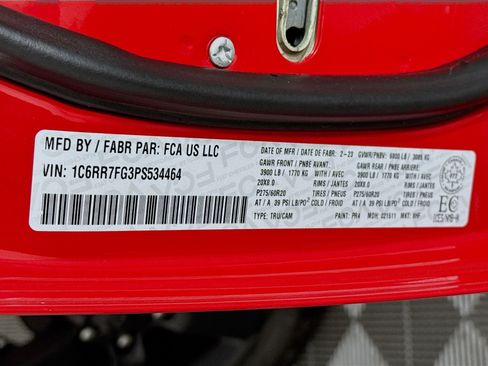 MFD BY / FABR PAR: FCA US LLC
VIN: 1C6RR7FG3PS534464
DATE OF MFR / DATE DE FABR: 2-23 GVWR/PNBV: 6800 LB / 3085 KG
GAWR FRONT / PNBE AVANT GAWR REAR / PNBE ARRIERE
3900 LB / 1770 KG WITH / AVEC 3900 LB / 1770 KG WITH / AVEC
20X8.0 RIMS / JANTES 20X8.0 RIMS / JANTES
P275/60R20 TIRES / PNEUS P275/60R20 TIRES / PNEUS
AT / A 39 PSI LB/PO² COLD / FROID AT / A 39 PSI LB/PO² COLD / FROID
TYPE: TRU/CAM PAINT: PR4 MDH: 021511 MKT: XHF
EC